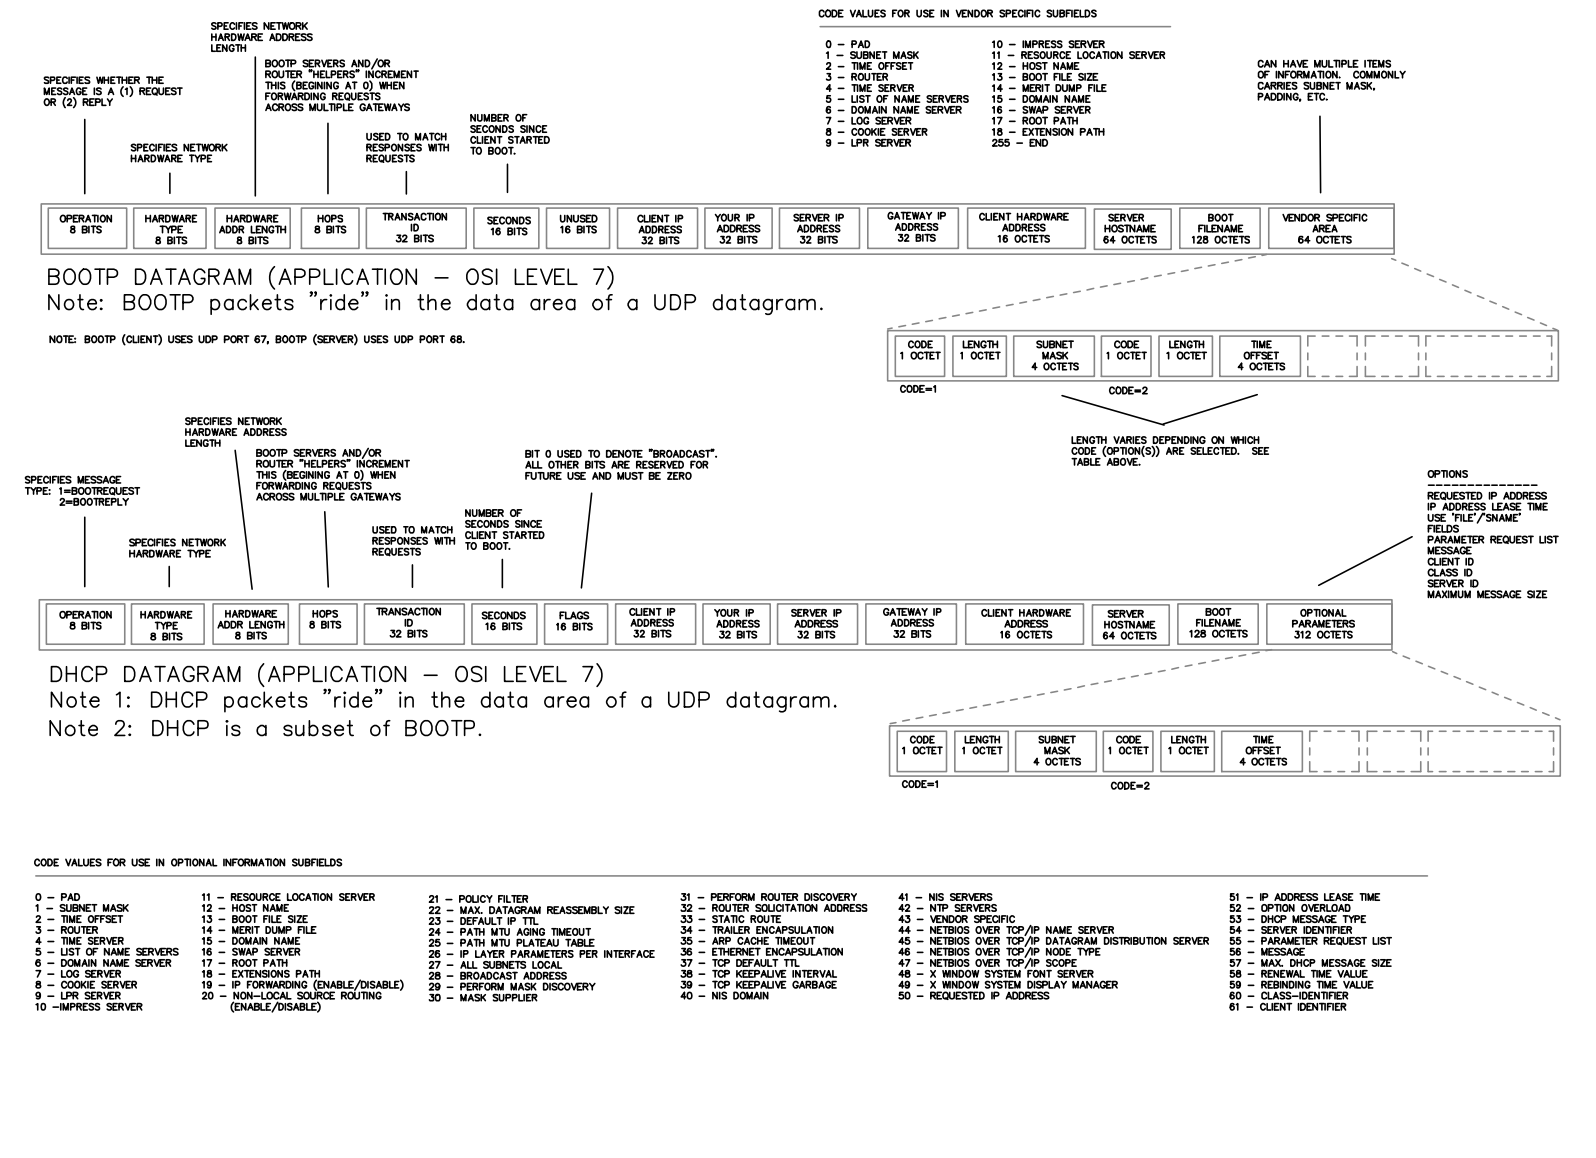 CODE VALUES FOR USE IN VENDOR SPECIFIC SUBFIELDS
0 – PAD
1 – SUBNET MASK
2 – TIME OFFSET
3 – ROUTER
4 – TIME SERVER
5 – LIST OF NAME SERVERS
6 – DOMAIN NAME SERVER
7 – LOG SERVER
8 – COOKIE SERVER
9 – LPR SERVER
10 – IMPRESS SERVER
11 – RESOURCE LOCATION SERVER
12 – HOST NAME
13 – BOOT FILE SIZE
14 – MERIT DUMP FILE
15 – DOMAIN NAME
16 – SWAP SERVER
17 – ROOT PATH
18 – EXTENSION PATH
255 – END
SPECIFIES WHETHER THE
MESSAGE IS A (1) REQUEST
OR (2) REPLY
SPECIFIES NETWORK
HARDWARE TYPE
SPECIFIES NETWORK
HARDWARE ADDRESS
LENGTH
BOOTP SERVERS AND/OR
ROUTER "HELPERS" INCREMENT
THIS (BEGINING AT 0) WHEN
FORWARDING REQUESTS
ACROSS MULTIPLE GATEWAYS
USED TO MATCH
RESPONSES WITH
REQUESTS
NUMBER OF
SECONDS SINCE
CLIENT STARTED
TO BOOT.
CAN HAVE MULTIPLE ITEMS
OF INFORMATION. COMMONLY
CARRIES SUBNET MASK,
PADDING, ETC.
OPERATION
8 BITS
HARDWARE
TYPE
8 BITS
HARDWARE
ADDR LENGTH
8 BITS
HOPS
8 BITS
TRANSACTION
ID
32 BITS
SECONDS
16 BITS
UNUSED
16 BITS
CLIENT IP
ADDRESS
32 BITS
YOUR IP
ADDRESS
32 BITS
SERVER IP
ADDRESS
32 BITS
GATEWAY IP
ADDRESS
32 BITS
CLIENT HARDWARE
ADDRESS
16 OCTETS
SERVER
HOSTNAME
64 OCTETS
BOOT
FILENAME
128 OCTETS
VENDOR SPECIFIC
AREA
64 OCTETS
BOOTP DATAGRAM (APPLICATION – OSI LEVEL 7)
Note: BOOTP packets "ride" in the data area of a UDP datagram.
NOTE: BOOTP (CLIENT) USES UDP PORT 67, BOOTP (SERVER) USES UDP PORT 68.
CODE
1 OCTET
LENGTH
1 OCTET
SUBNET
MASK
4 OCTETS
CODE
1 OCTET
LENGTH
1 OCTET
TIME
OFFSET
4 OCTETS
CODE=1
CODE=2
LENGTH VARIES DEPENDING ON WHICH
CODE (OPTION(S)) ARE SELECTED. SEE
TABLE ABOVE.
SPECIFIES MESSAGE
TYPE: 1=BOOTREQUEST
2=BOOTREPLY
SPECIFIES NETWORK
HARDWARE TYPE
SPECIFIES NETWORK
HARDWARE ADDRESS
LENGTH
BOOTP SERVERS AND/OR
ROUTER "HELPERS" INCREMENT
THIS (BEGINING AT 0) WHEN
FORWARDING REQUESTS
ACROSS MULTIPLE GATEWAYS
USED TO MATCH
RESPONSES WITH
REQUESTS
NUMBER OF
SECONDS SINCE
CLIENT STARTED
TO BOOT.
BIT 0 USED TO DENOTE "BROADCAST".
ALL OTHER BITS ARE RESERVED FOR
FUTURE USE AND MUST BE ZERO
OPTIONS
––––––––––––––
REQUESTED IP ADDRESS
IP ADDRESS LEASE TIME
USE 'FILE'/'SNAME'
FIELDS
PARAMETER REQUEST LIST
MESSAGE
CLIENT ID
CLASS ID
SERVER ID
MAXIMUM MESSAGE SIZE
OPERATION
8 BITS
HARDWARE
TYPE
8 BITS
HARDWARE
ADDR LENGTH
8 BITS
HOPS
8 BITS
TRANSACTION
ID
32 BITS
SECONDS
16 BITS
FLAGS
16 BITS
CLIENT IP
ADDRESS
32 BITS
YOUR IP
ADDRESS
32 BITS
SERVER IP
ADDRESS
32 BITS
GATEWAY IP
ADDRESS
32 BITS
CLIENT HARDWARE
ADDRESS
16 OCTETS
SERVER
HOSTNAME
64 OCTETS
BOOT
FILENAME
128 OCTETS
OPTIONAL
PARAMETERS
312 OCTETS
DHCP DATAGRAM (APPLICATION – OSI LEVEL 7)
Note 1: DHCP packets "ride" in the data area of a UDP datagram.
Note 2: DHCP is a subset of BOOTP.
CODE
1 OCTET
LENGTH
1 OCTET
SUBNET
MASK
4 OCTETS
CODE
1 OCTET
LENGTH
1 OCTET
TIME
OFFSET
4 OCTETS
CODE=1
CODE=2
CODE VALUES FOR USE IN OPTIONAL INFORMATION SUBFIELDS
0 – PAD
1 – SUBNET MASK
2 – TIME OFFSET
3 – ROUTER
4 – TIME SERVER
5 – LIST OF NAME SERVERS
6 – DOMAIN NAME SERVER
7 – LOG SERVER
8 – COOKIE SERVER
9 – LPR SERVER
10 –IMPRESS SERVER
11 – RESOURCE LOCATION SERVER
12 – HOST NAME
13 – BOOT FILE SIZE
14 – MERIT DUMP FILE
15 – DOMAIN NAME
16 – SWAP SERVER
17 – ROOT PATH
18 – EXTENSIONS PATH
19 – IP FORWARDING (ENABLE/DISABLE)
20 – NON–LOCAL SOURCE ROUTING
(ENABLE/DISABLE)
21 – POLICY FILTER
22 – MAX. DATAGRAM REASSEMBLY SIZE
23 – DEFAULT IP TTL
24 – PATH MTU AGING TIMEOUT
25 – PATH MTU PLATEAU TABLE
26 – IP LAYER PARAMETERS PER INTERFACE
27 – ALL SUBNETS LOCAL
28 – BROADCAST ADDRESS
29 – PERFORM MASK DISCOVERY
30 – MASK SUPPLIER
31 – PERFORM ROUTER DISCOVERY
32 – ROUTER SOLICITATION ADDRESS
33 – STATIC ROUTE
34 – TRAILER ENCAPSULATION
35 – ARP CACHE TIMEOUT
36 – ETHERNET ENCAPSULATION
37 – TCP DEFAULT TTL
38 – TCP KEEPALIVE INTERVAL
39 – TCP KEEPALIVE GARBAGE
40 – NIS DOMAIN
41 – NIS SERVERS
42 – NTP SERVERS
43 – VENDOR SPECIFIC
44 – NETBIOS OVER TCP/IP NAME SERVER
45 – NETBIOS OVER TCP/IP DATAGRAM DISTRIBUTION SERVER
46 – NETBIOS OVER TCP/IP NODE TYPE
47 – NETBIOS OVER TCP/IP SCOPE
48 – X WINDOW SYSTEM FONT SERVER
49 – X WINDOW SYSTEM DISPLAY MANAGER
50 – REQUESTED IP ADDRESS
51 – IP ADDRESS LEASE TIME
52 – OPTION OVERLOAD
53 – DHCP MESSAGE TYPE
54 – SERVER IDENTIFIER
55 – PARAMETER REQUEST LIST
56 – MESSAGE
57 – MAX. DHCP MESSAGE SIZE
58 – RENEWAL TIME VALUE
59 – REBINDING TIME VALUE
60 – CLASS–IDENTIFIER
61 – CLIENT IDENTIFIER